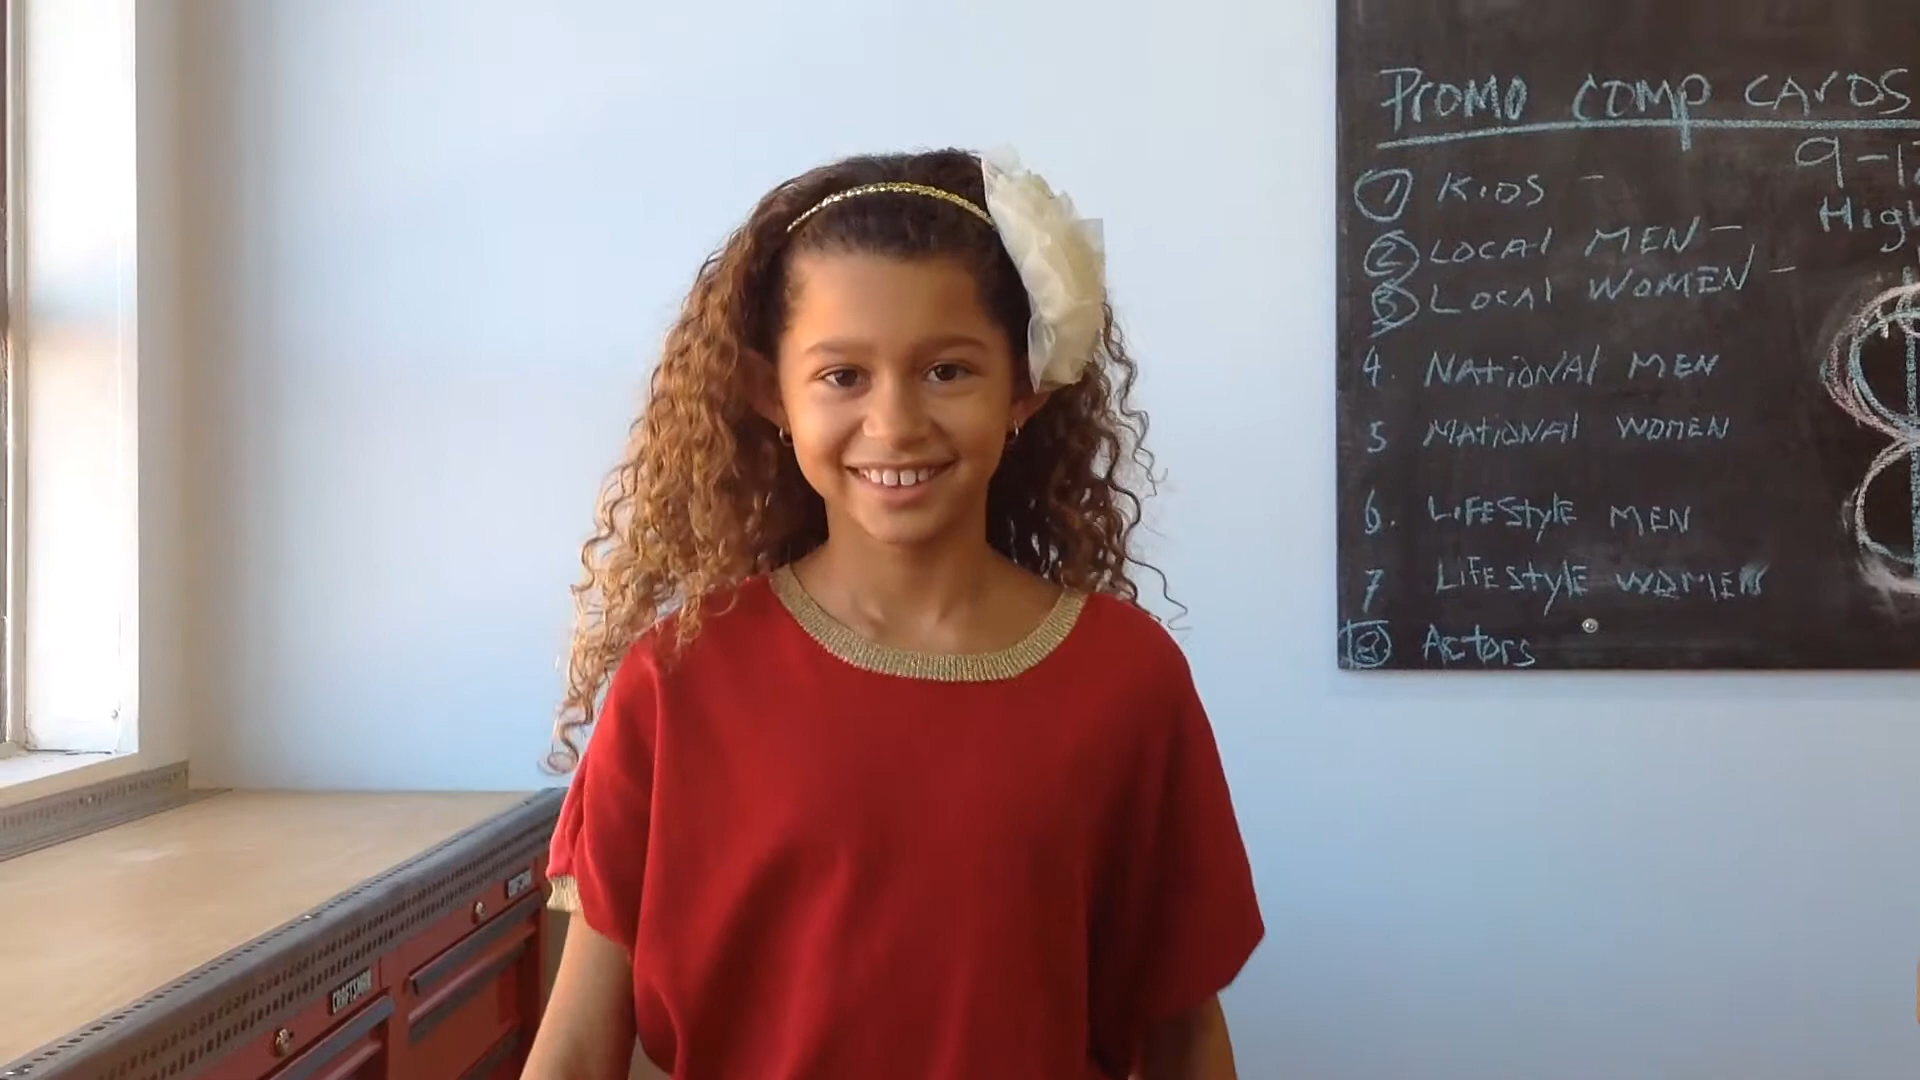 PROMO COMP CARDS
9-1
① KIDS -
High
② LOCAL MEN -
③ LOCAL WOMEN -
4. NATIONAL MEN
5 NATIONAL WOMEN
6. LIFESTYLE MEN
7 LIFESTYLE WOMEN
8 Actors
CRAFTSMAN